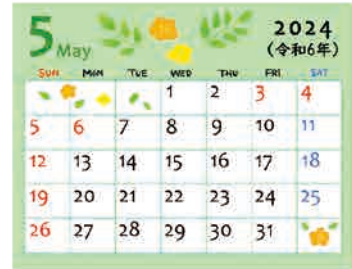 5 May
2024
(令和6年)
SUN MON TUE WED THU FRI SAT
1 2 3 4
5 6 7 8 9 10 11
12 13 14 15 16 17 18
19 20 21 22 23 24 25
26 27 28 29 30 31